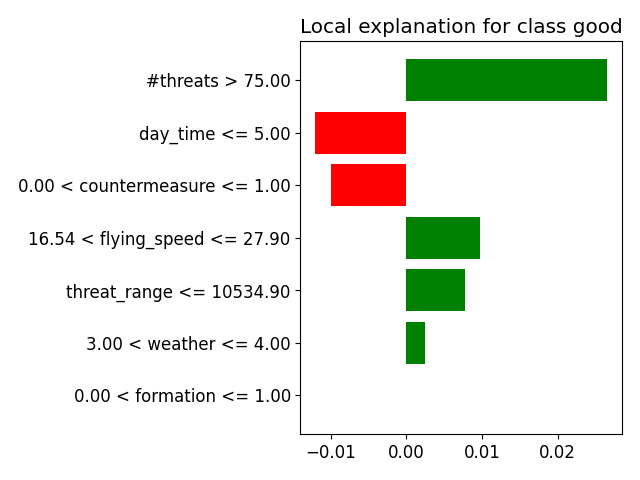 Local explanation for class good
#threats > 75.00
day_time <= 5.00
0.00 < countermeasure <= 1.00
16.54 < flying_speed <= 27.90
threat_range <= 10534.90
3.00 < weather <= 4.00
0.00 < formation <= 1.00
−0.01 0.00 0.01 0.02